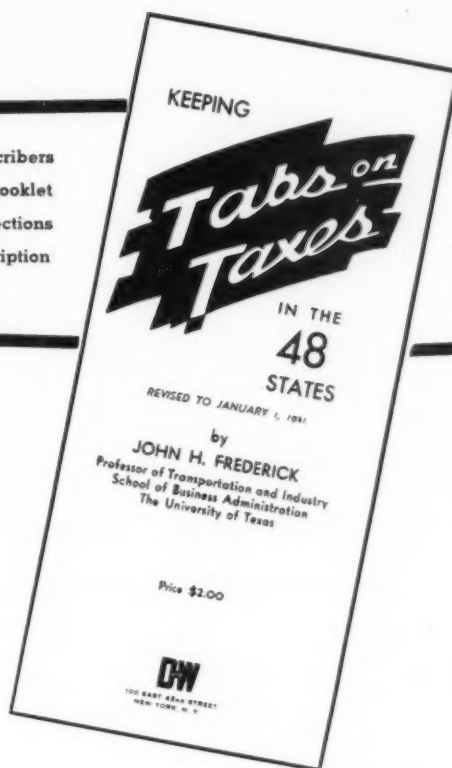 cribers
ooklet
ctions
iption
KEEPING
Tabs on
Taxes
IN THE
48
STATES
REVISED TO JANUARY 1, 1941
by
JOHN H. FREDERICK
Professor of Transportation and Industry
School of Business Administration
The University of Texas
Price $2.00
D-W
100 EAST 42nd STREET
NEW YORK, N. Y.